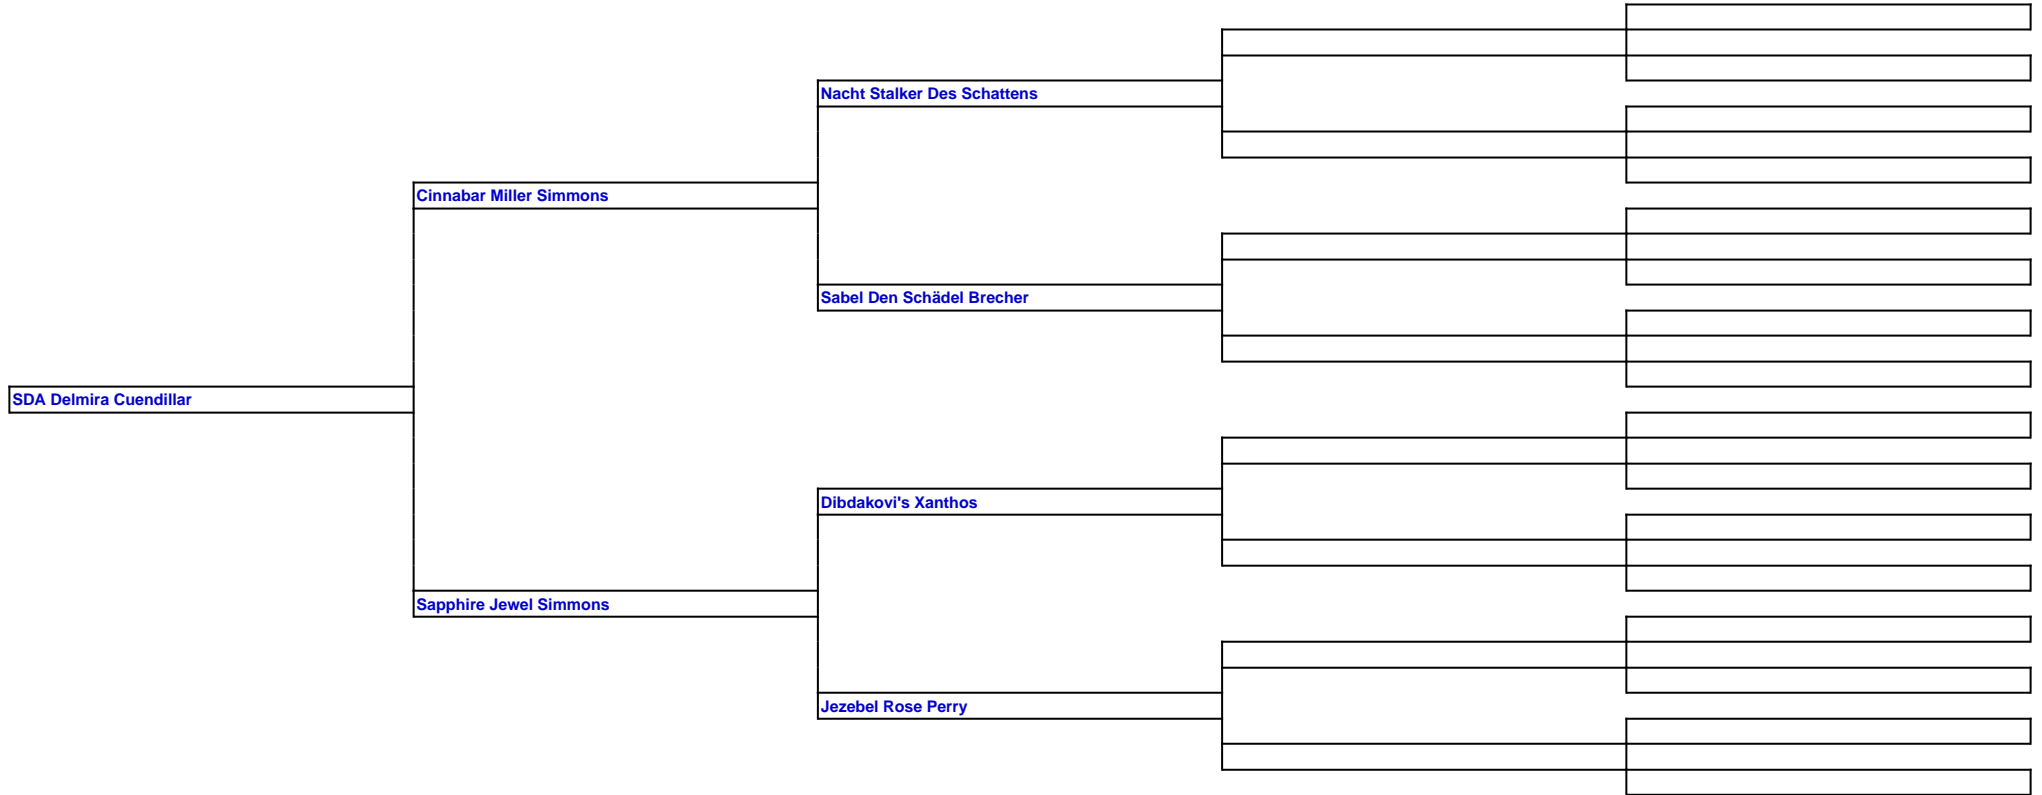 Nacht Stalker Des Schattens
Cinnabar Miller Simmons
Sabel Den Schädel Brecher
SDA Delmira Cuendillar
Dibdakovi's Xanthos
Sapphire Jewel Simmons
Jezebel Rose Perry